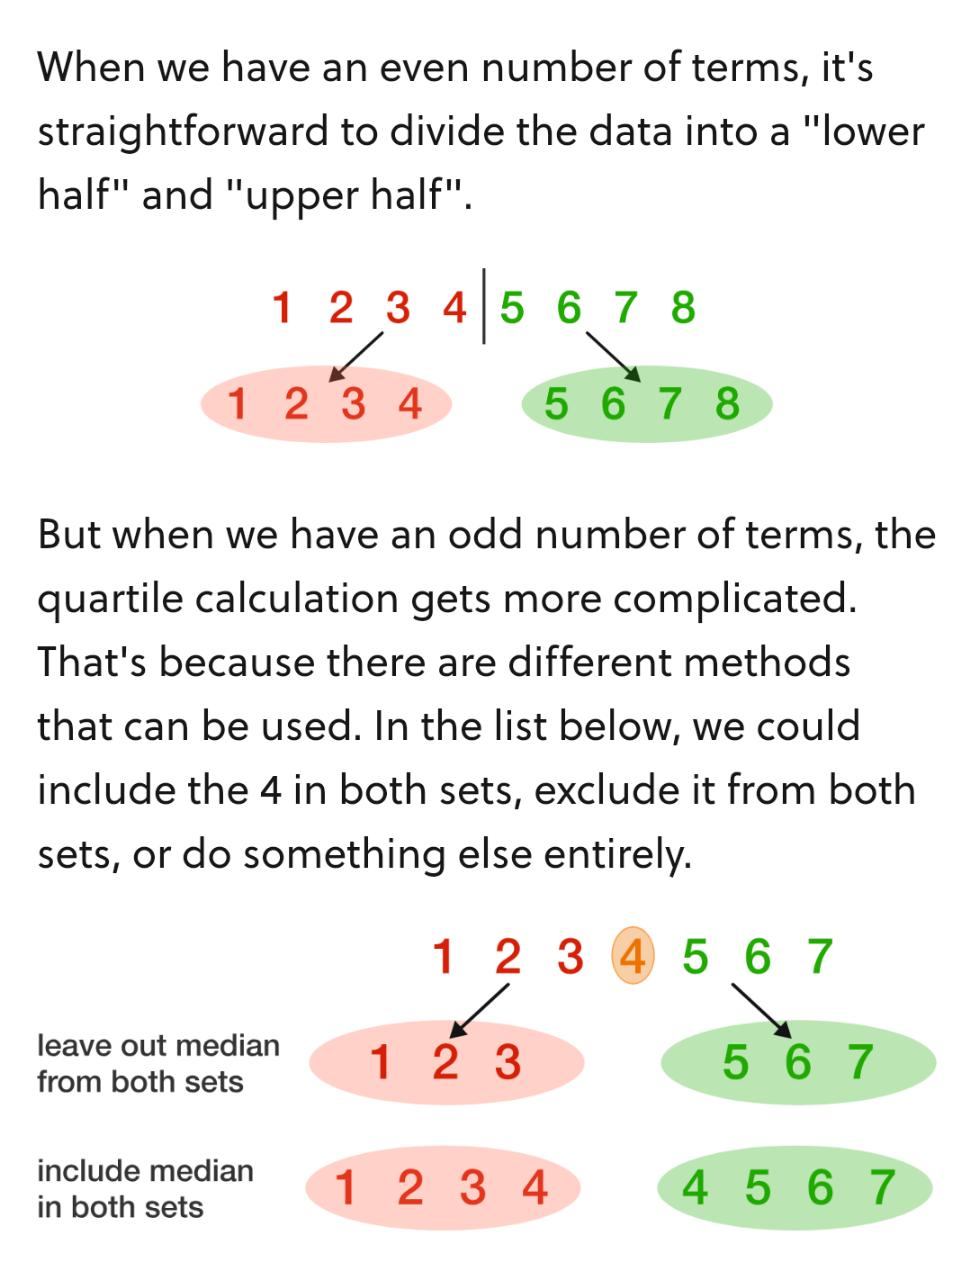 When we have an even number of terms, it's
straightforward to divide the data into a "lower
half" and "upper half".
1 2 3 4 5 6 7 8
1 2 3 4 5 6 7 8
But when we have an odd number of terms, the
quartile calculation gets more complicated.
That's because there are different methods
that can be used. In the list below, we could
include the 4 in both sets, exclude it from both
sets, or do something else entirely.
1 2 3 4 5 6 7
leave out median
from both sets
1 2 3 5 6 7
include median
in both sets
1 2 3 4 4 5 6 7